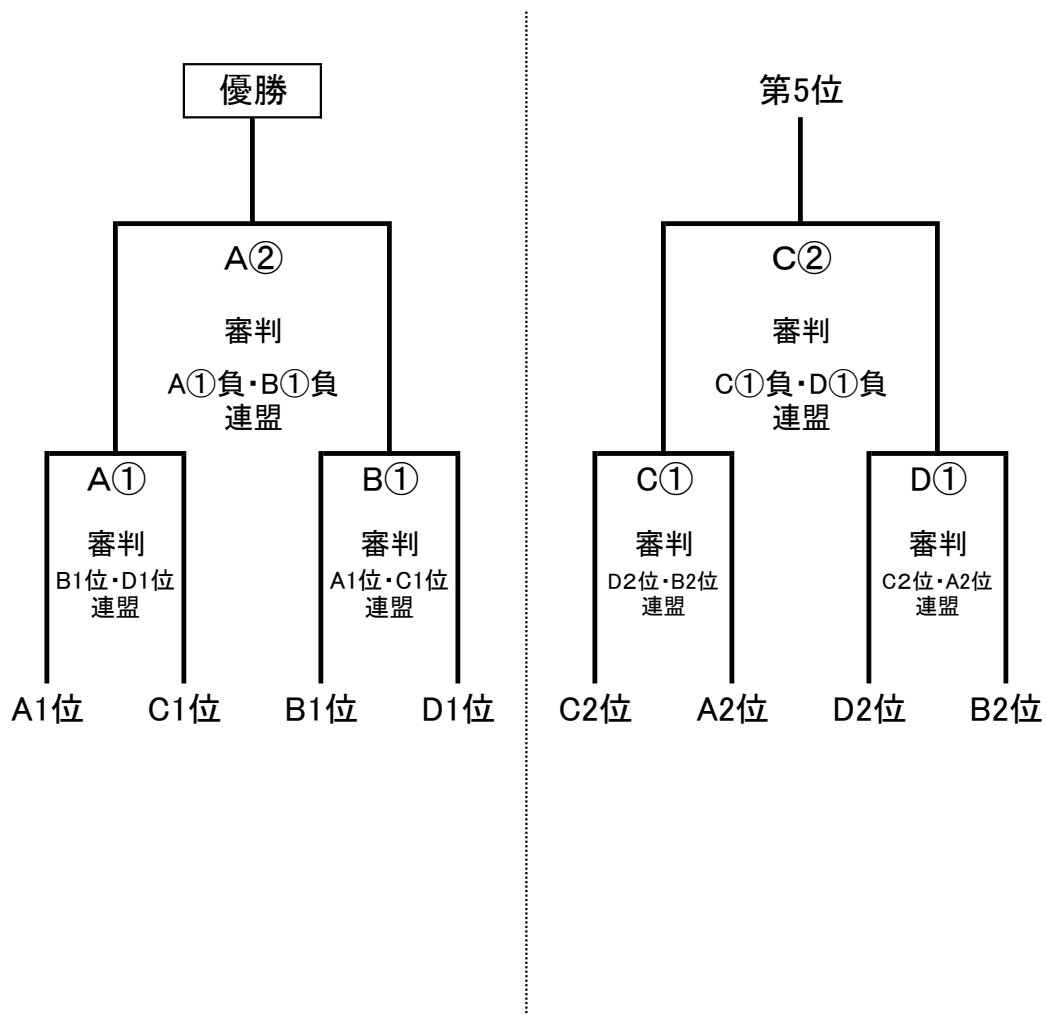 優勝
A②
審判
A①負・B①負
連盟
A①
審判
B1位・D1位
連盟
B①
審判
A1位・C1位
連盟
A1位
C1位
B1位
D1位
第5位
C②
審判
C①負・D①負
連盟
C①
審判
D2位・B2位
連盟
D①
審判
C2位・A2位
連盟
C2位
A2位
D2位
B2位